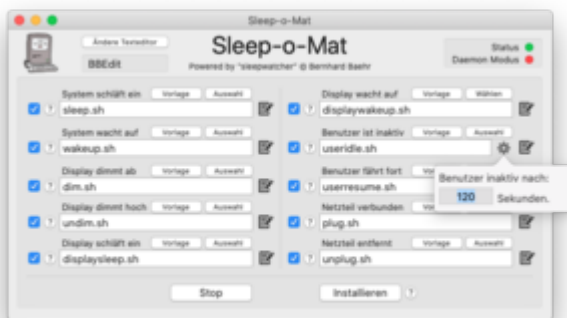 Sleep-o-Mat
Ändere Texteditor
BBEdit
Sleep-o-Mat
Powered by "sleepwatcher" © Bernhard Baehr
Status
Daemon Modus
System schläft ein Vorlage Auswahl
? sleep.sh
System wacht auf Vorlage Auswahl
? wakeup.sh
Display dimmt ab Vorlage Auswahl
? dim.sh
Display dimmt hoch Vorlage Auswahl
? undim.sh
Display schläft ein Vorlage Auswahl
? displaysleep.sh
Display wacht auf Vorlage Wählen
? displaywakeup.sh
Benutzer ist inaktiv Vorlage Auswahl
? useridle.sh
Benutzer fährt fort Vorlage
? userresume.sh
Netzteil verbunden Vorlage Auswahl
? plug.sh
Netzteil entfernt Vorlage Auswahl
? unplug.sh
Benutzer inaktiv nach:
120 Sekunden.
Stop
Installieren ?